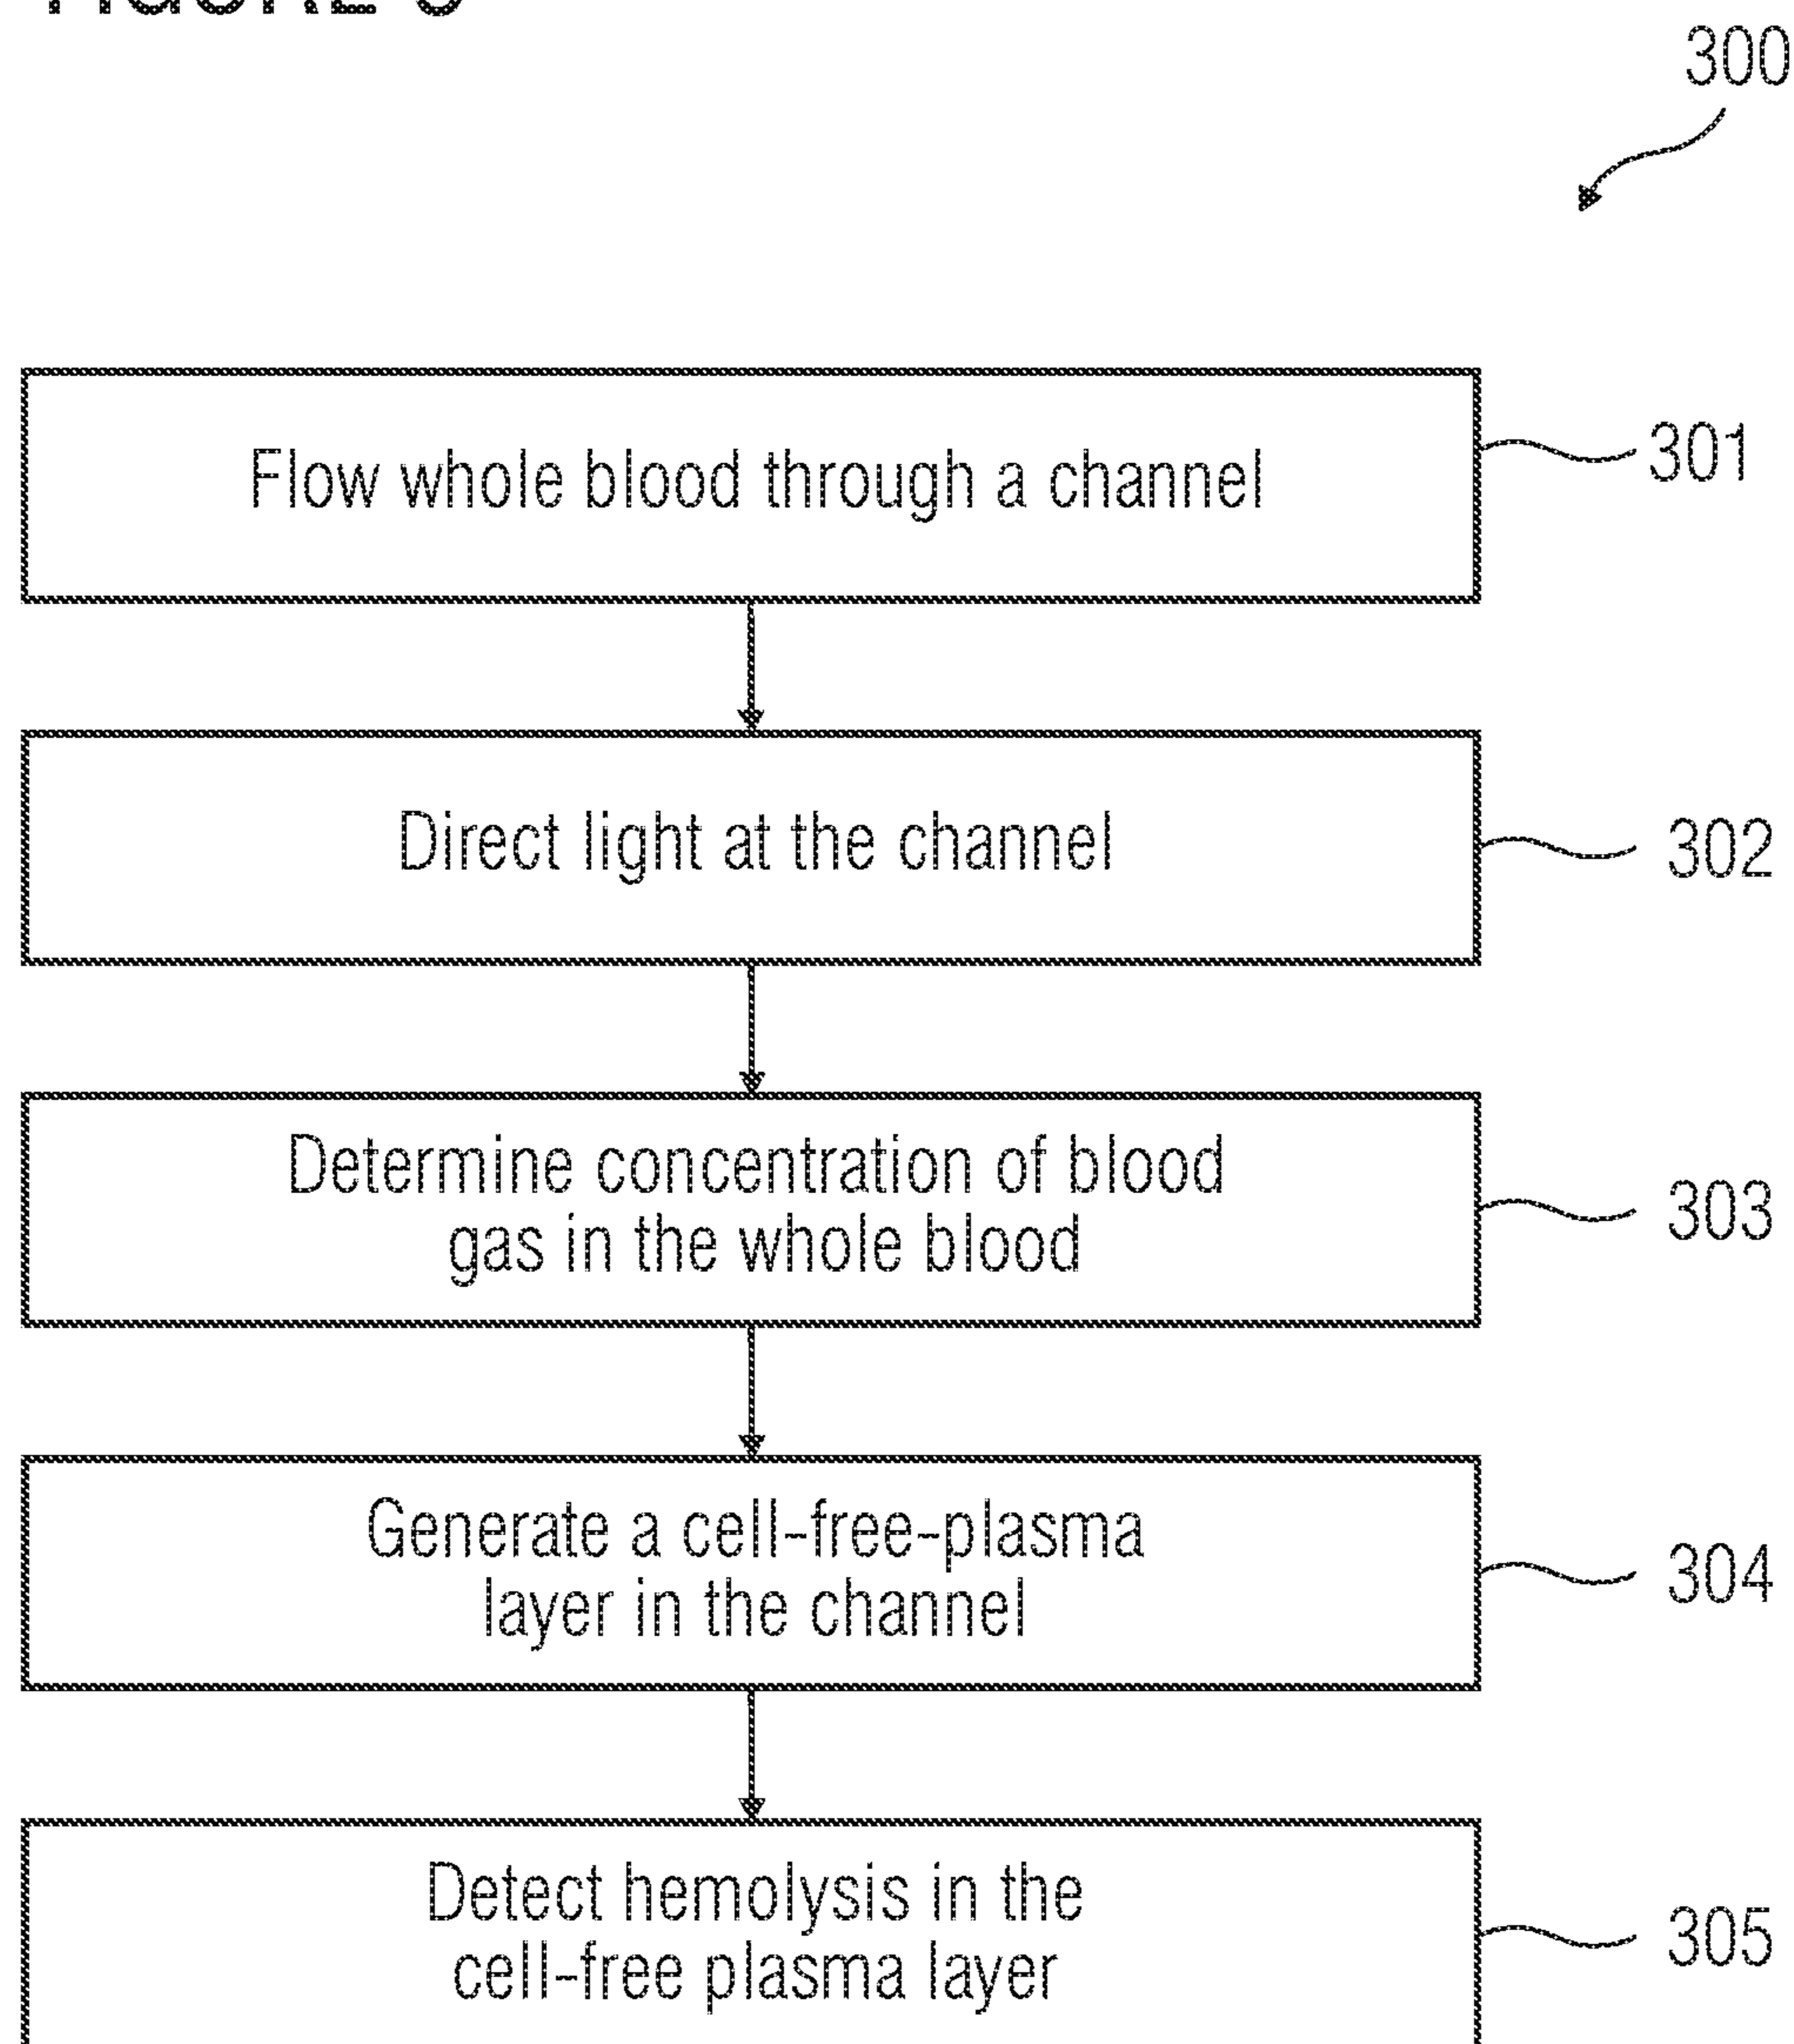 FIGURE 3
300
Flow whole blood through a channel
301
Direct light at the channel
302
Determine concentration of blood
gas in the whole blood
303
Generate a cell-free-plasma
layer in the channel
304
Detect hemolysis in the
cell-free plasma layer
305